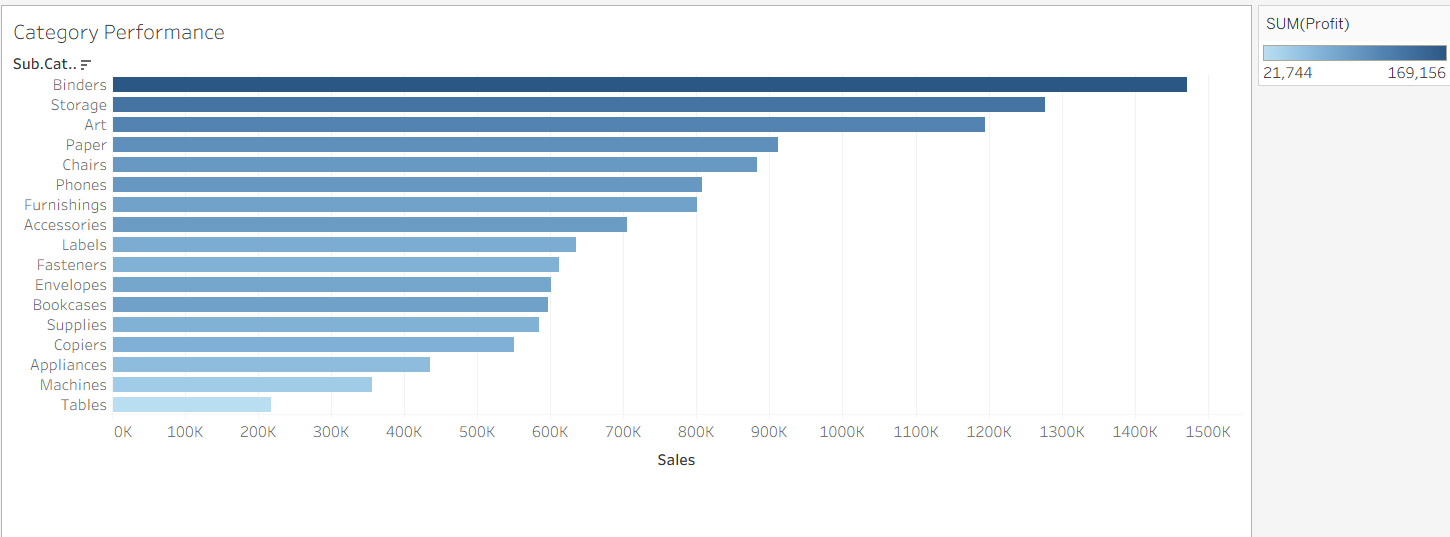 Category Performance
Sub.Cat..
Binders
Storage
Art
Paper
Chairs
Phones
Furnishings
Accessories
Labels
Fasteners
Envelopes
Bookcases
Supplies
Copiers
Appliances
Machines
Tables
0K 100K 200K 300K 400K 500K 600K 700K 800K 900K 1000K 1100K 1200K 1300K 1400K 1500K
Sales
SUM(Profit)
21,744 169,156